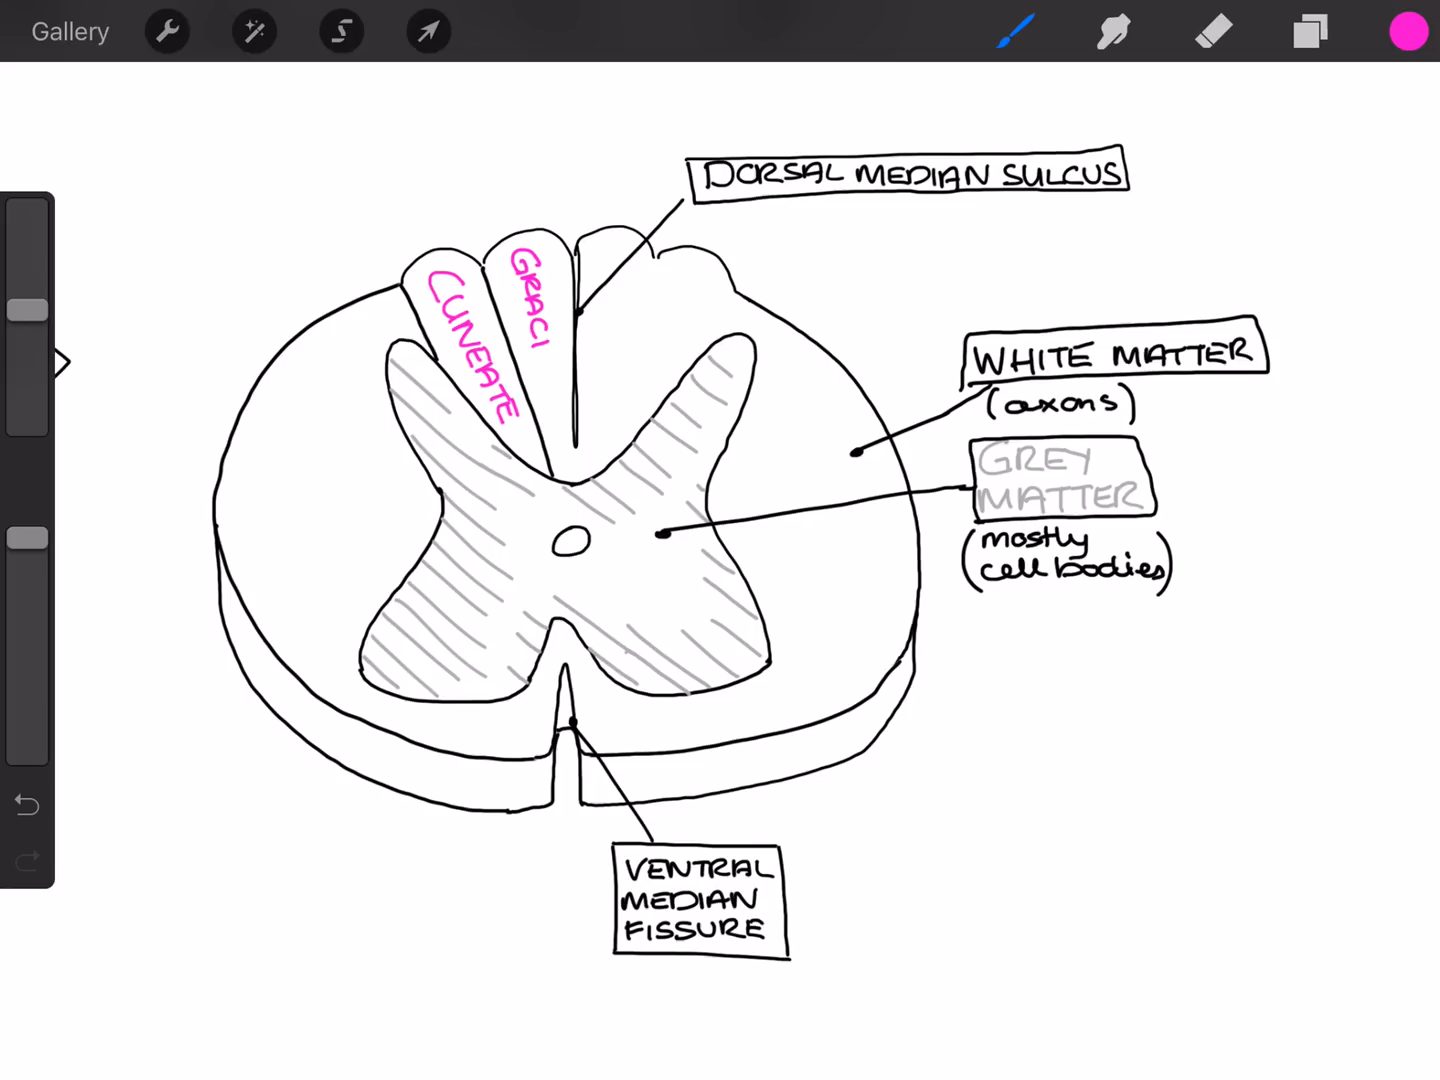 Gallery
DORSAL MEDIAN SULCUS
GRACI
CUNEATE
WHITE MATTER
(axons)
GREY
MATTER
(mostly
cell bodies)
VENTRAL
MEDIAN
FISSURE